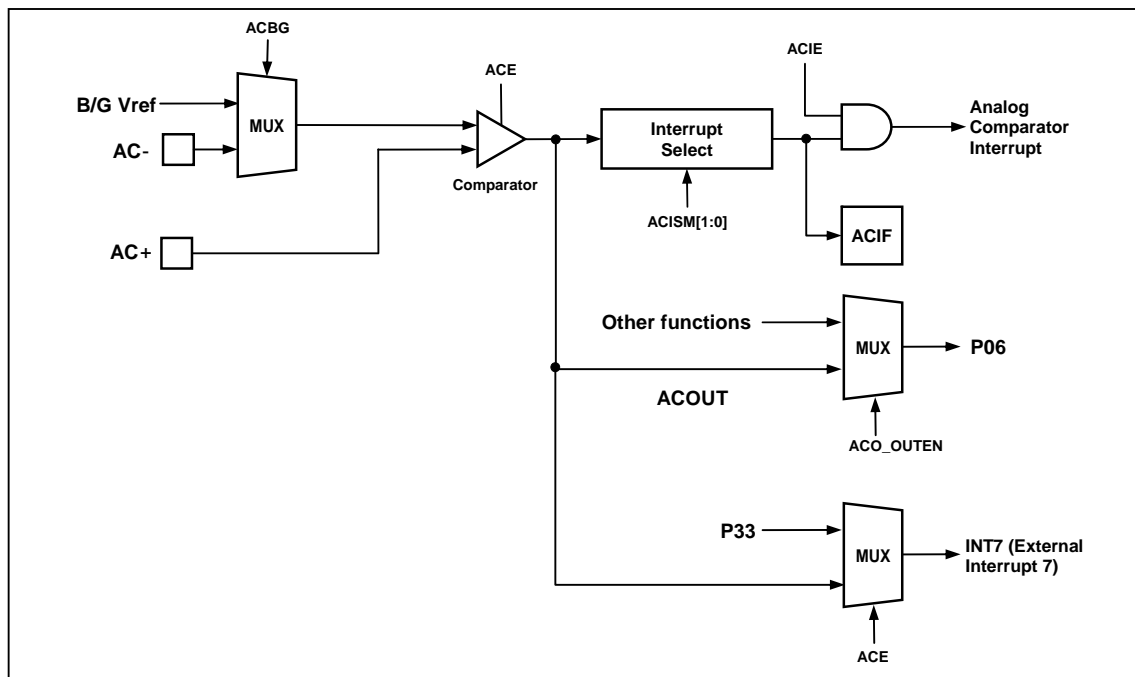 ACBG
B/G Vref
AC-
MUX
AC+
ACE
Comparator
Interrupt
Select
ACISM[1:0]
ACIE
Analog
Comparator
Interrupt
ACIF
Other functions
ACOUT
MUX
P06
ACO_OUTEN
P33
MUX
INT7 (External
Interrupt 7)
ACE